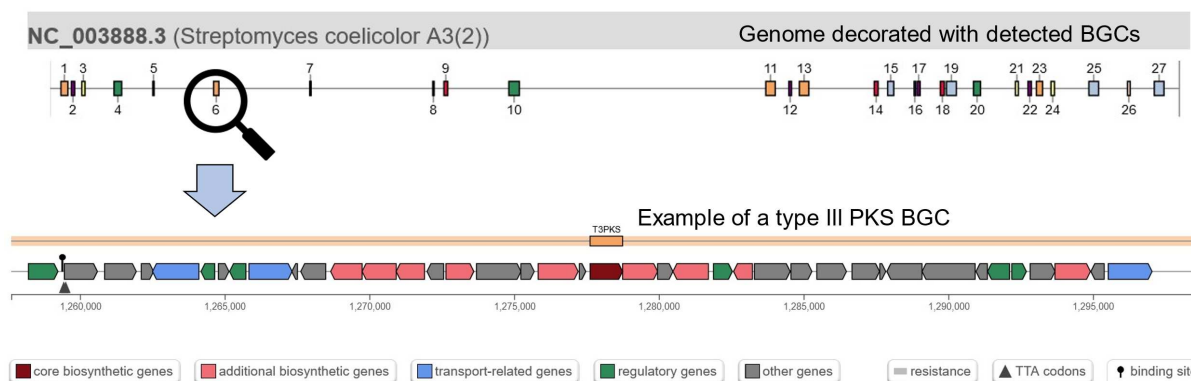 NC_003888.3 (Streptomyces coelicolor A3(2))
Genome decorated with detected BGCs
1 3 5 7 9 11 13 15 17 19 21 23 25 27
2 4 6 8 10 12 14 16 18 20 22 24 26
Example of a type III PKS BGC
T3PKS
1,260,000 1,265,000 1,270,000 1,275,000 1,280,000 1,285,000 1,290,000 1,295,000
core biosynthetic genes additional biosynthetic genes transport-related genes regulatory genes other genes resistance TTA codons binding sit